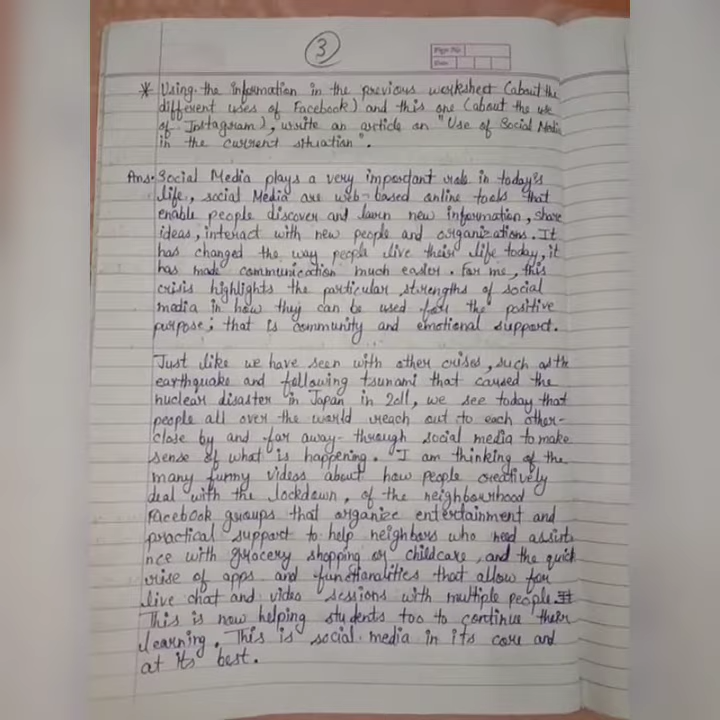 3
Page No.
Date
* Using the information in the previous worksheet (about the
different uses of Facebook) and this one (about the use
of Instagram), write an article on "Use of Social Media
in the current situation".
Ans. Social Media plays a very important role in today's
life, social Media are web-based online tools that
enable people discover and learn new information, share
ideas, interact with new people and organizations. It
has changed the way people live their life today, it
has made communication much easier. For me, this
crisis highlights the particular strengths of social
media in how they can be used for the positive
purpose; that is community and emotional support.
Just like we have seen with other crises, such as the
earthquake and following tsunami that caused the
nuclear disaster in Japan in 2011, we see today that
people all over the world reach out to each other-
close by and far away- through social media to make
sense of what is happening. I am thinking of the
many funny videos about how people creatively
deal with the lockdown, of the neighbourhood
Facebook groups that organize entertainment and
practical support to help neighbors who need assista
nce with grocery shopping or childcare, and the quick
rise of apps and functionalities that allow for
live chat and video sessions with multiple people.
This is now helping students too to continue their
learning. This is social media in its core and
at its best.